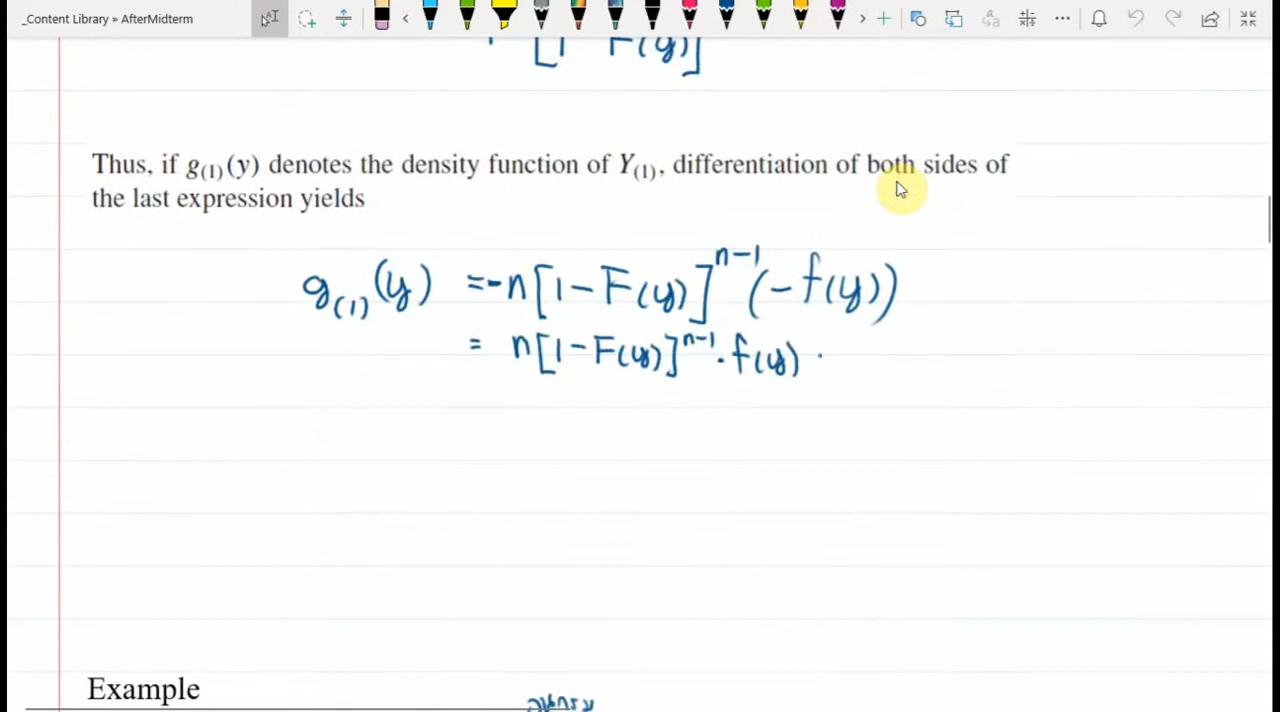 _Content Library » AfterMidterm
[1 - F(y)]
Thus, if g₍₁₎(y) denotes the density function of Y₍₁₎, differentiation of both sides of
the last expression yields
g₍₁₎(y) = -n[1-F(y)]ⁿ⁻¹(-f(y))
= n[1-F(y)]ⁿ⁻¹·f(y) .
Example